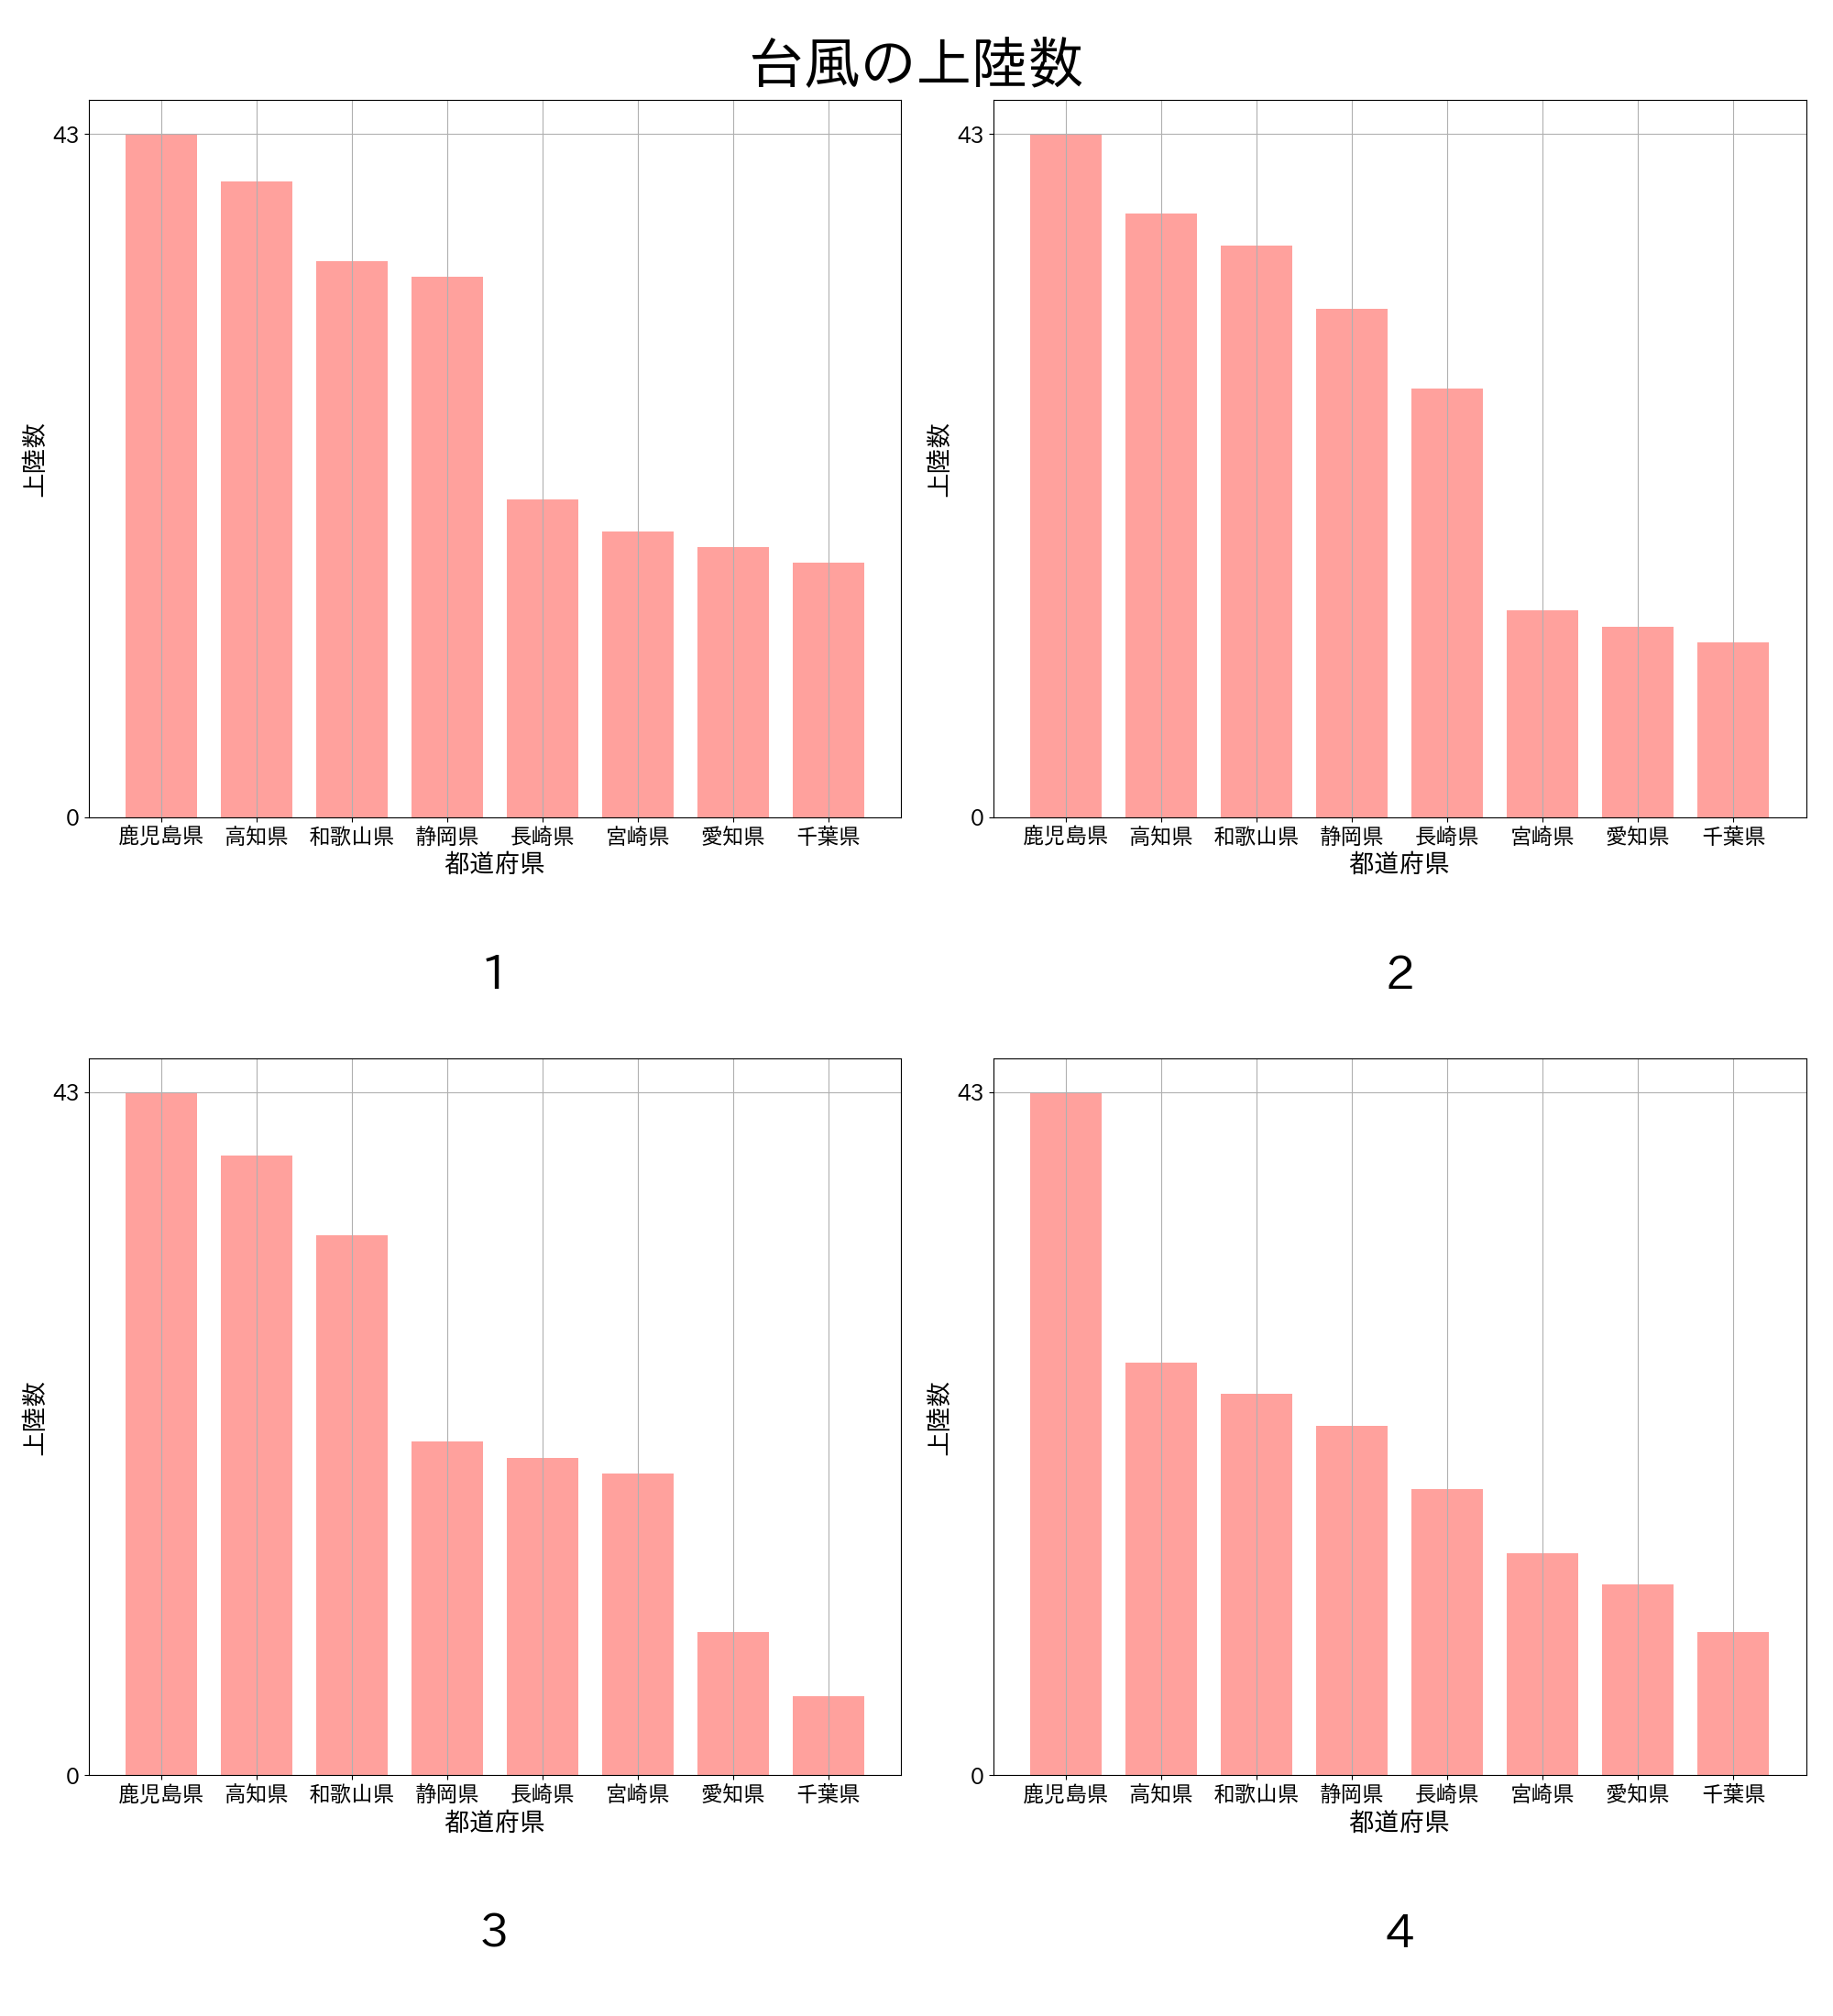 台風の上陸数
43
0
上陸数
鹿児島県 高知県 和歌山県 静岡県 長崎県 宮崎県 愛知県 千葉県
都道府県
1
43
0
上陸数
鹿児島県 高知県 和歌山県 静岡県 長崎県 宮崎県 愛知県 千葉県
都道府県
2
43
0
上陸数
鹿児島県 高知県 和歌山県 静岡県 長崎県 宮崎県 愛知県 千葉県
都道府県
3
43
0
上陸数
鹿児島県 高知県 和歌山県 静岡県 長崎県 宮崎県 愛知県 千葉県
都道府県
4